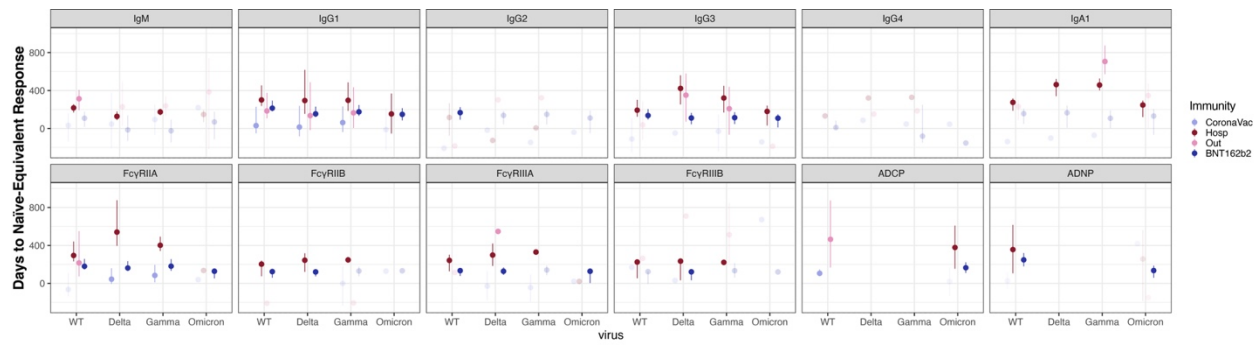 IgM IgG1 IgG2 IgG3 IgG4 IgA1
800
400
0
FcγRIIA FcγRIIB FcγRIIIA FcγRIIIB ADCP ADNP
800
400
0
WT Delta Gamma Omicron WT Delta Gamma Omicron WT Delta Gamma Omicron WT Delta Gamma Omicron WT Delta Gamma Omicron WT Delta Gamma Omicron
virus
Days to Naïve-Equivalent Response
Immunity
CoronaVac
Hosp
Out
BNT162b2